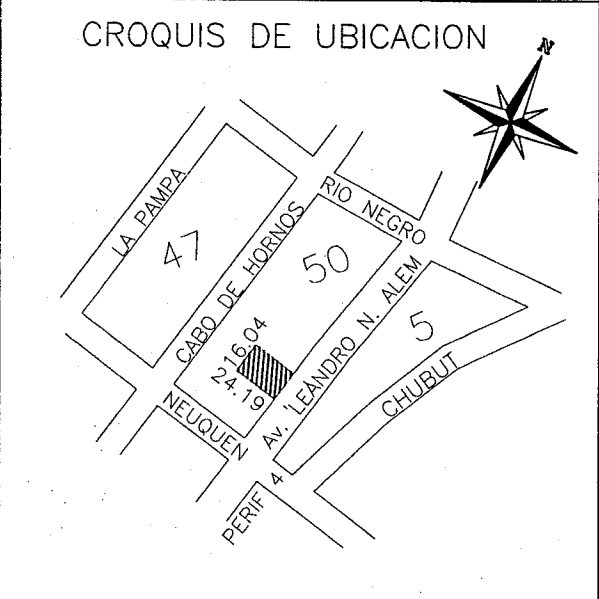 CROQUIS DE UBICACION
N
LA PAMPA
47
CABO DE HORNOS
RIO NEGRO
50
Av. LEANDRO N. ALEM
5
CHUBUT
16.04
24.19
NEUQUEN
PERIF 4